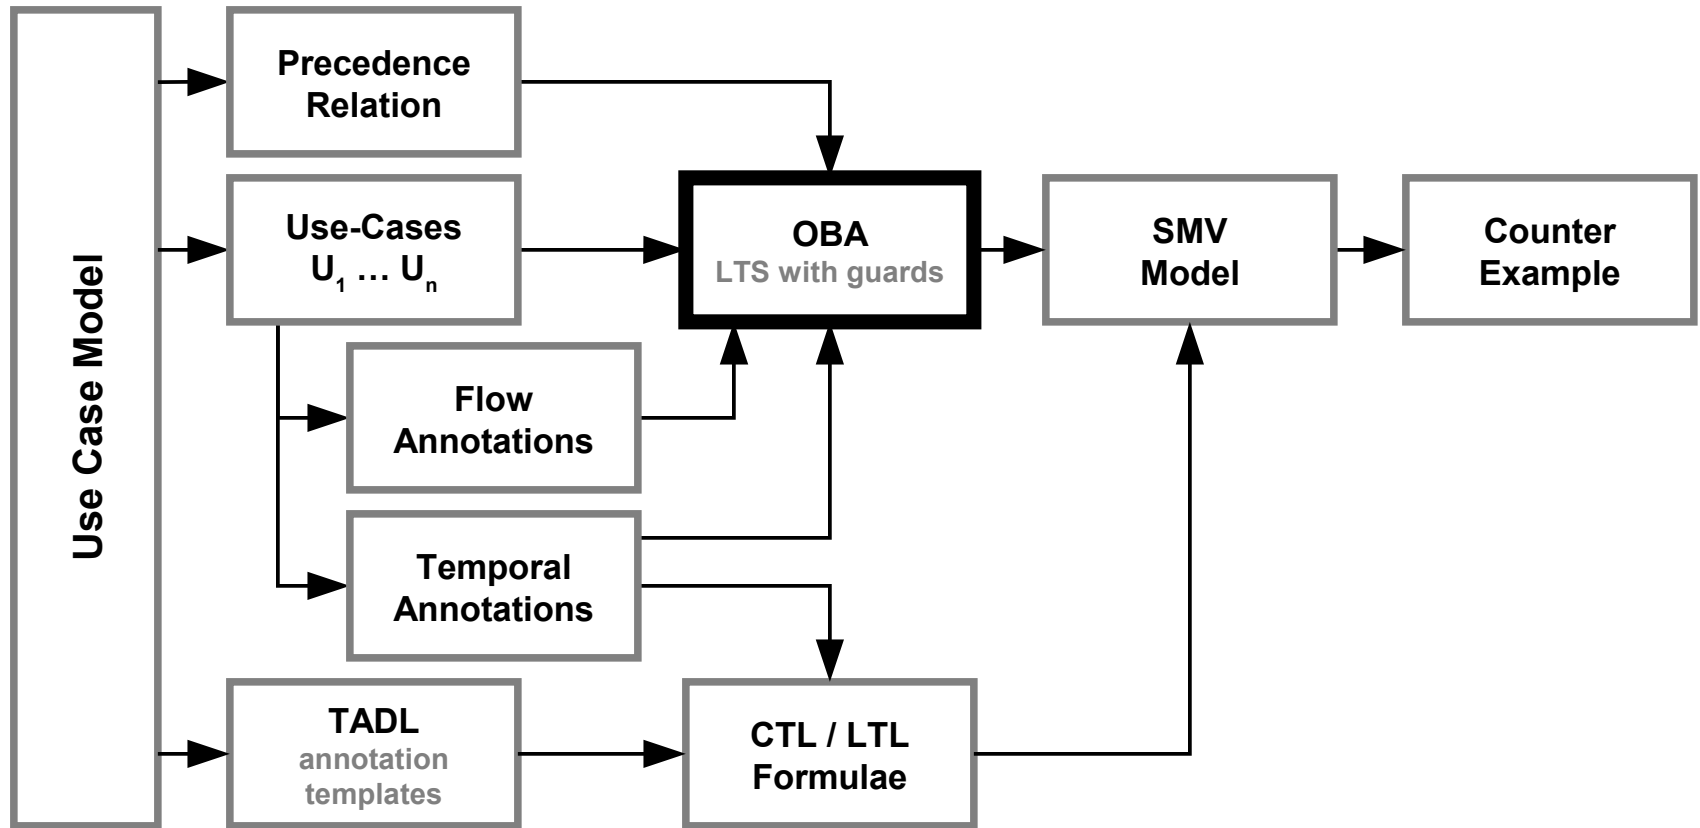 Use Case Model
Precedence
Relation
Use-Cases
U1 … Un
OBA
LTS with guards
SMV
Model
Counter
Example
Flow
Annotations
Temporal
Annotations
TADL
annotation
templates
CTL / LTL
Formulae